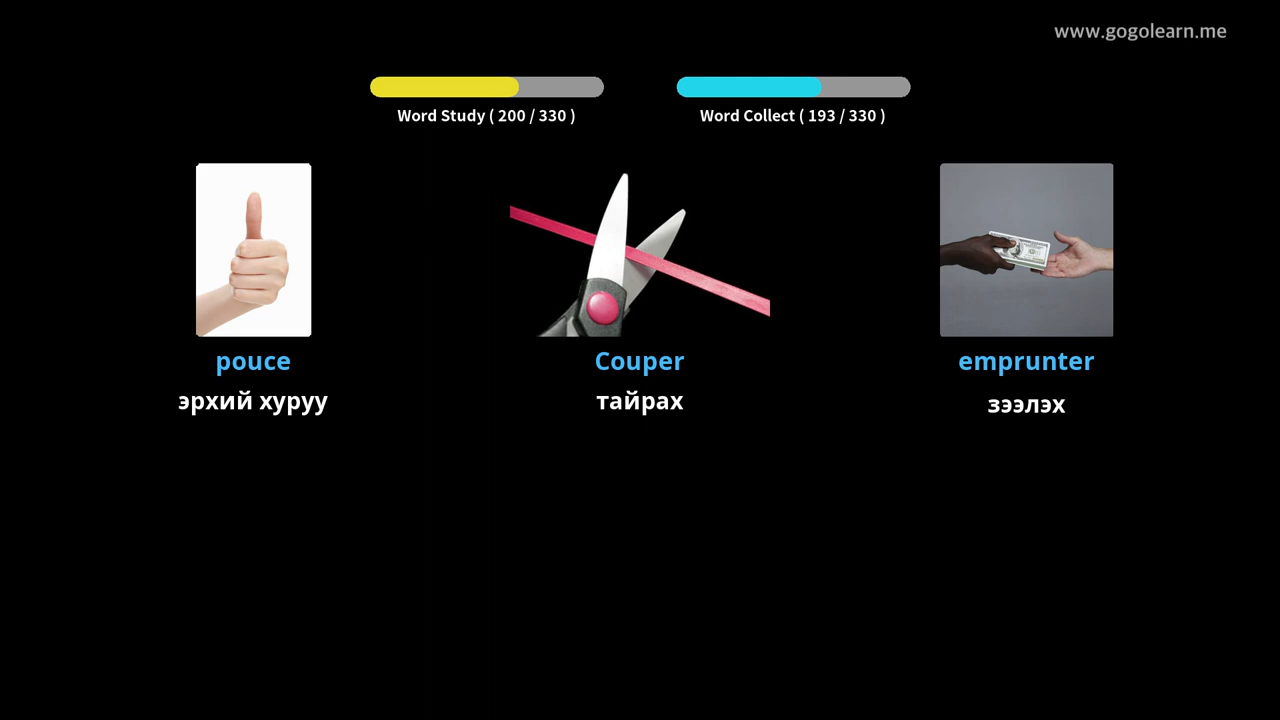 www.gogolearn.me
Word Study ( 200 / 330 )
Word Collect ( 193 / 330 )
pouce
Couper
emprunter
эрхий хуруу
тайрах
зээлэх